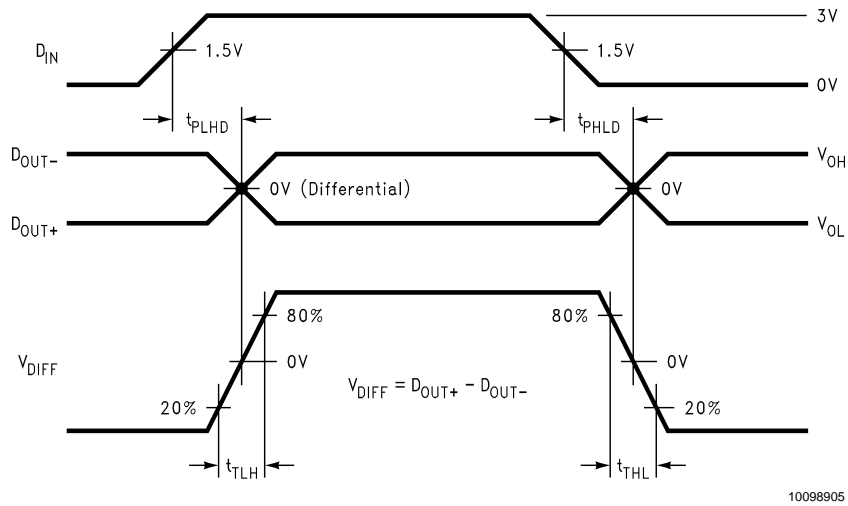 3V
D_IN 1.5V 1.5V
0V
t_PLHD t_PHLD
D_OUT- V_OH
0V (Differential) 0V
D_OUT+ V_OL
80% 80%
V_DIFF 0V 0V
V_DIFF = D_OUT+ - D_OUT-
20% 20%
t_TLH t_THL
10098905